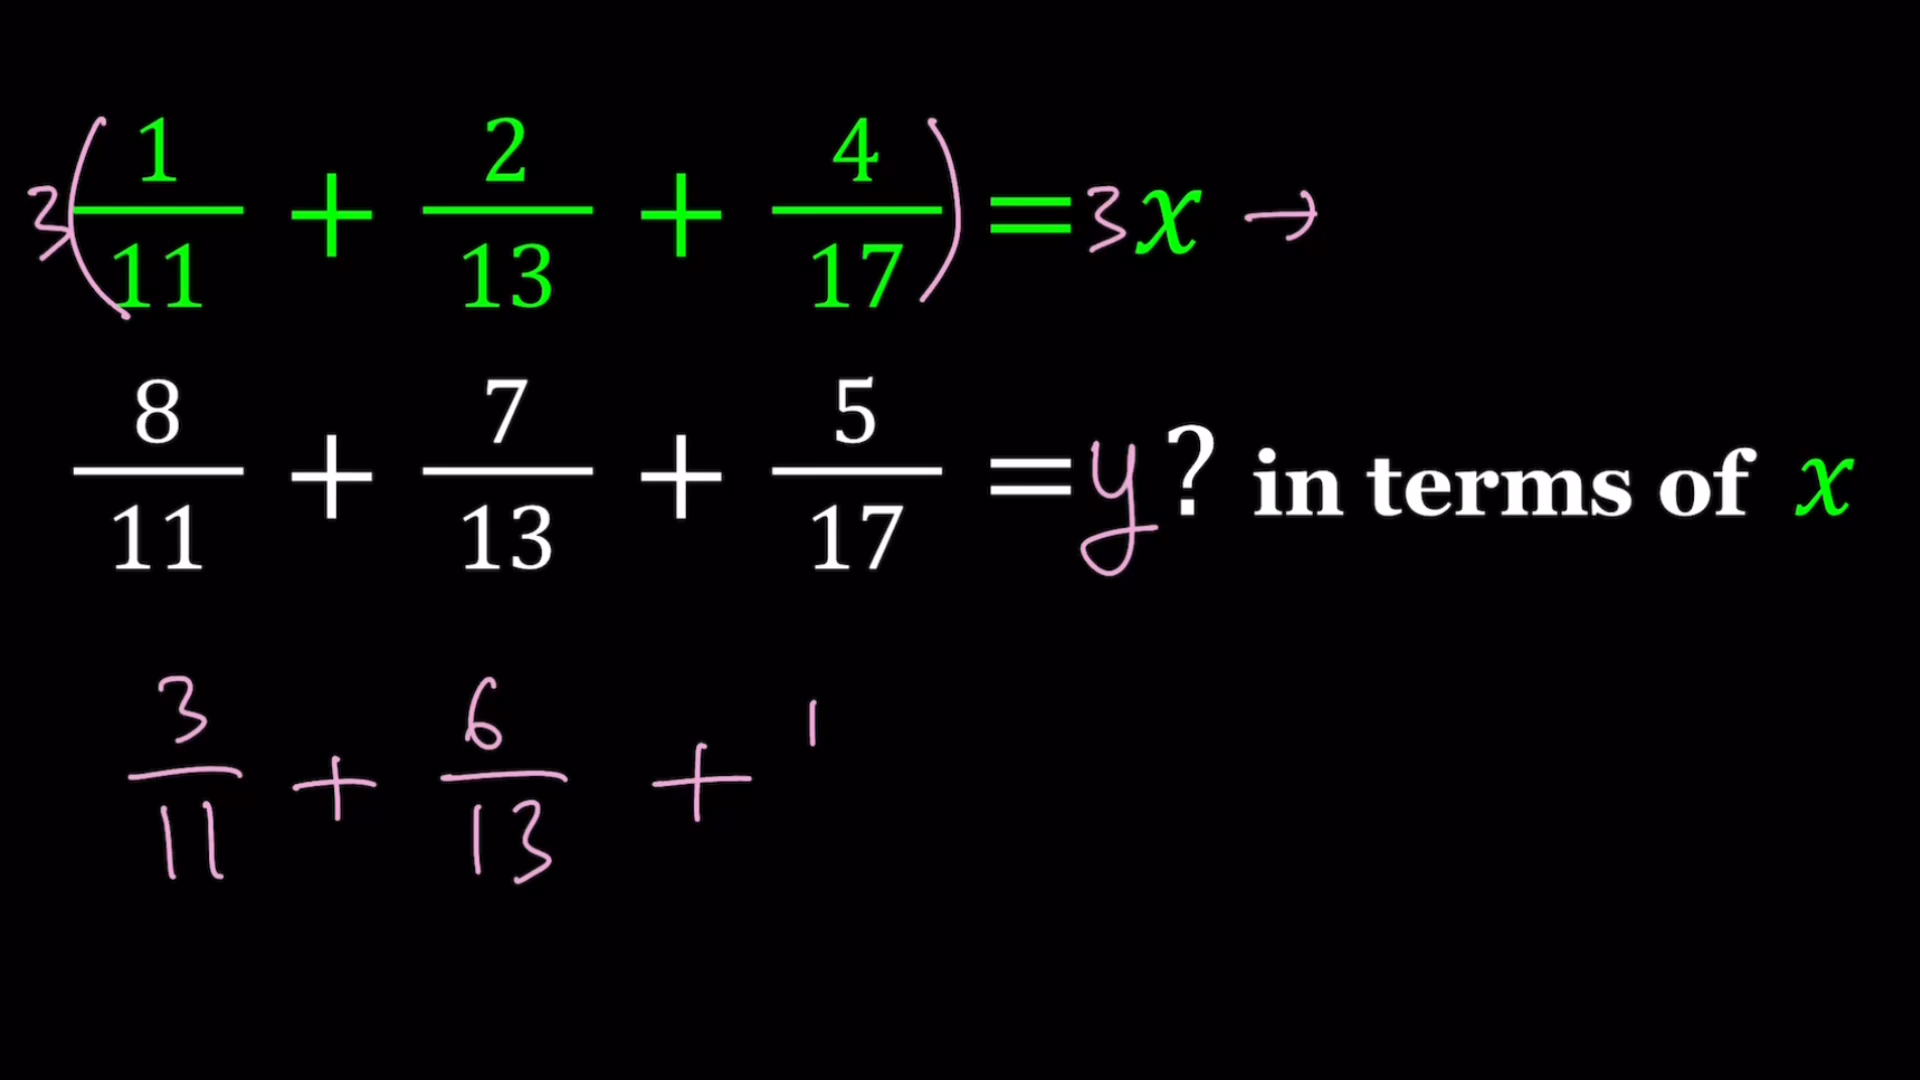 3(1/11 + 2/13 + 4/17) = 3x →
8/11 + 7/13 + 5/17 = y? in terms of x
3/11 + 6/13 + 1